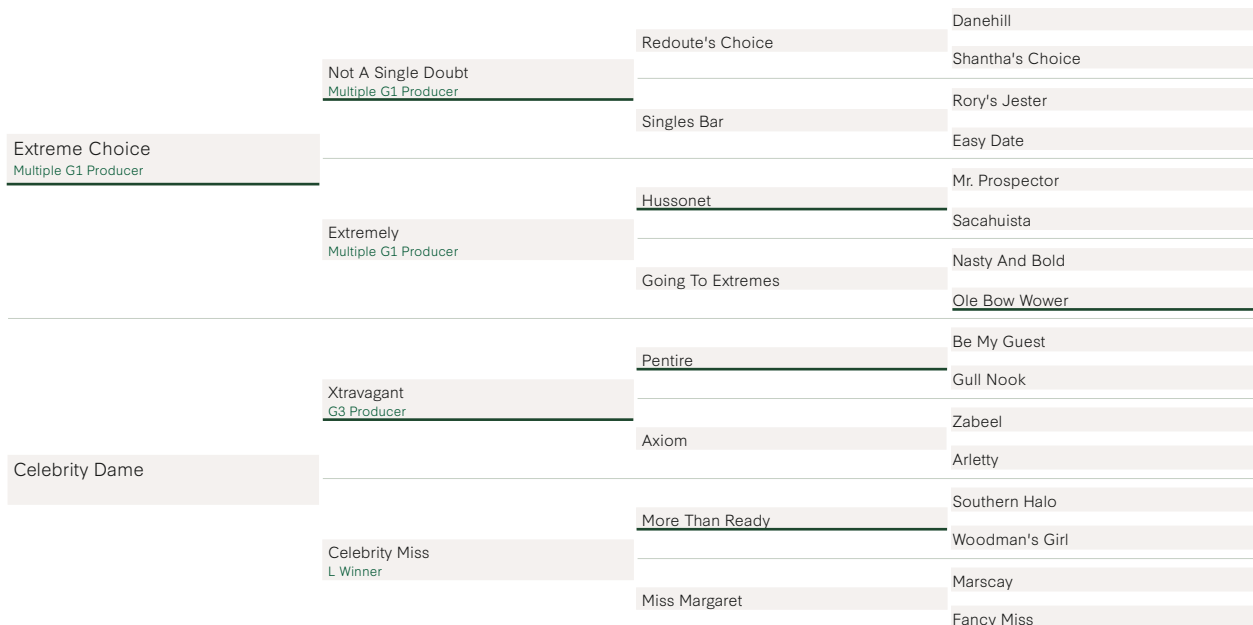 Extreme Choice
Multiple G1 Producer
Celebrity Dame
Not A Single Doubt
Multiple G1 Producer
Extremely
Multiple G1 Producer
Xtravagant
G3 Producer
Celebrity Miss
L Winner
Redoute's Choice
Singles Bar
Hussonet
Going To Extremes
Pentire
Axiom
More Than Ready
Miss Margaret
Danehill
Shantha's Choice
Rory's Jester
Easy Date
Mr. Prospector
Sacahuista
Nasty And Bold
Ole Bow Wower
Be My Guest
Gull Nook
Zabeel
Arletty
Southern Halo
Woodman's Girl
Marscay
Fancy Miss